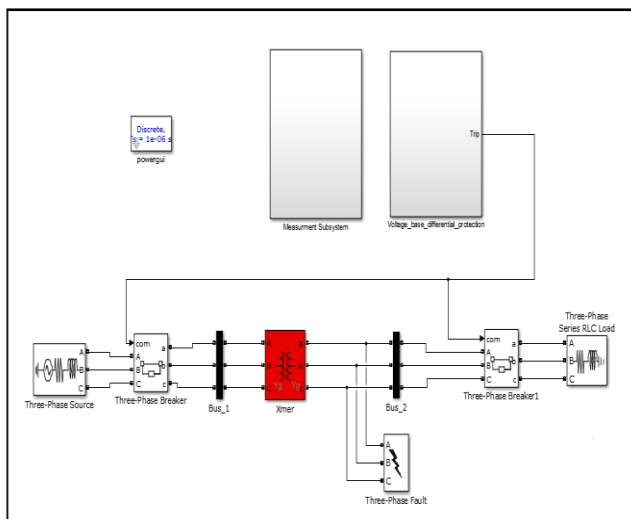 Discrete,
s = 1e-06 s
powergui
Measurment Subsystem
Trip
Voltage_base_differential_protection
Three-Phase
Series RLC Load
com
A
B
C
a
b
c
Three-Phase Source
A
B
C
Three-Phase Breaker
Bus_1
A
B
C
a
b
c
Xmer
Bus_2
com
A
B
C
a
b
c
Three-Phase Breaker1
A
B
C
A
B
C
Three-Phase Fault